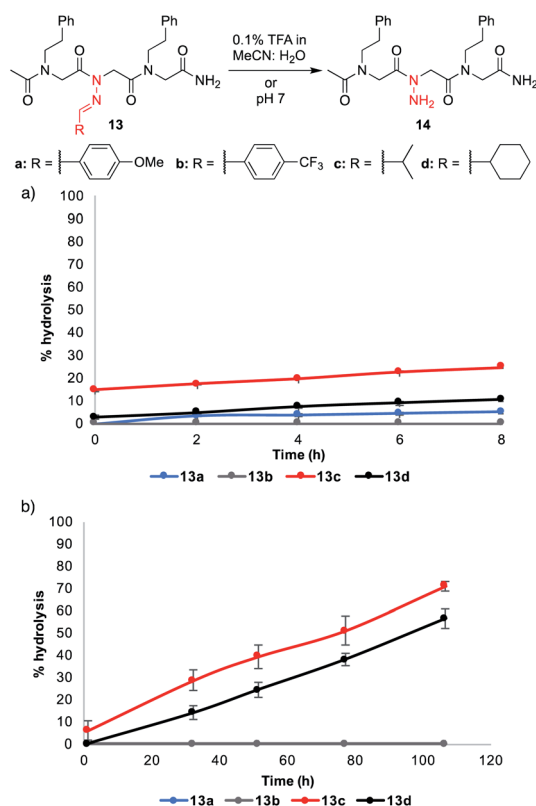 Ph
Ph
N
O
N
O
N
NH2
O
N
O
O
R
13
0.1% TFA in
MeCN: H2O
or
pH 7
Ph
Ph
N
O
N
O
N
NH2
O
NH2
O
O
14
a: R = OMe b: R = CF3 c: R = d: R =
a)
% hydrolysis
100
90
80
70
60
50
40
30
20
10
0
0 2 4 6 8
Time (h)
13a 13b 13c 13d
b)
% hydrolysis
100
90
80
70
60
50
40
30
20
10
0
0 20 40 60 80 100 120
Time (h)
13a 13b 13c 13d